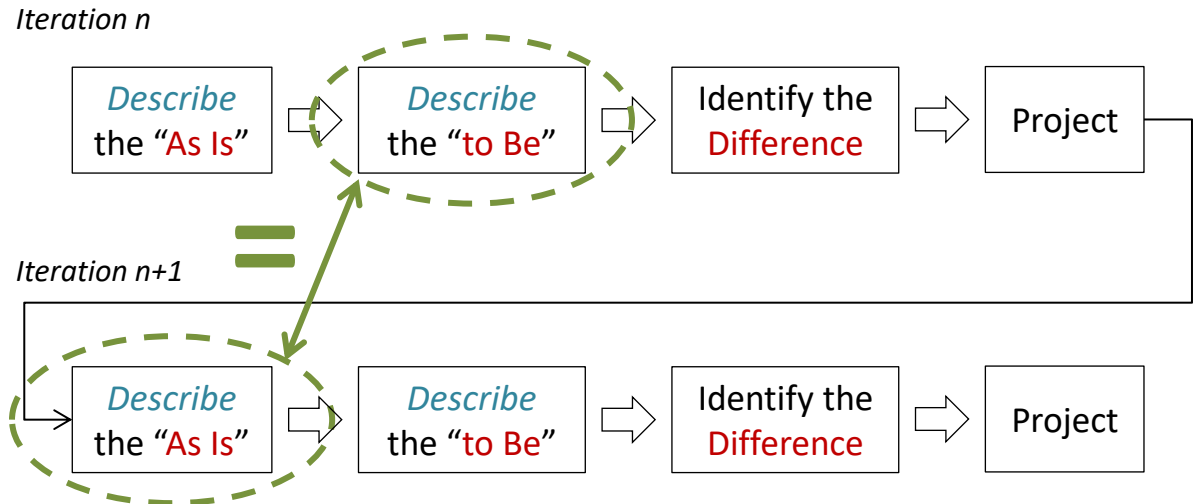 Iteration n
Describe
the “As Is”
Describe
the “to Be”
Identify the
Difference
Project
=
Iteration n+1
Describe
the “As Is”
Describe
the “to Be”
Identify the
Difference
Project